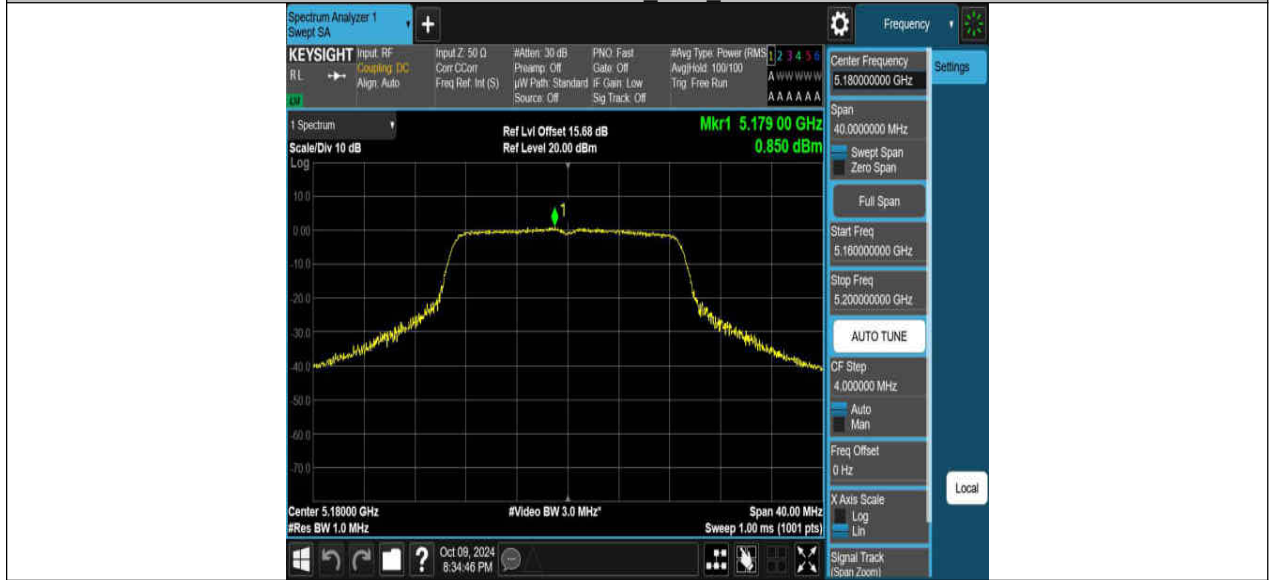 Spectrum Analyzer 1
Swept SA
+
Frequency
KEYSIGHT
RL
Input: RF
Coupling: DC
Align: Auto
Input Z: 50 Ω
Corr CCorr
Freq Ref: Int (S)
#Atten: 30 dB
Preamp: Off
µW Path: Standard
Source: Off
PNO: Fast
Gate: Off
IF Gain: Low
Sig Track: Off
#Avg Type: Power (RMS
Avg|Hold: 100/100
Trig: Free Run
1 2 3 4 5 6
A W W W W W
A A A A A A
1 Spectrum
Scale/Div 10 dB
Log
Ref Lvl Offset 15.68 dB
Ref Level 20.00 dBm
Mkr1 5.179 00 GHz
0.850 dBm
10.0
0.00
-10.0
-20.0
-30.0
-40.0
-50.0
-60.0
-70.0
1
Center 5.18000 GHz
#Res BW 1.0 MHz
#Video BW 3.0 MHz*
Span 40.00 MHz
Sweep 1.00 ms (1001 pts)
?
Oct 09, 2024
8:34:46 PM
Center Frequency
5.180000000 GHz
Settings
Span
40.0000000 MHz
Swept Span
Zero Span
Full Span
Start Freq
5.160000000 GHz
Stop Freq
5.200000000 GHz
AUTO TUNE
CF Step
4.000000 MHz
Auto
Man
Freq Offset
0 Hz
X Axis Scale
Log
Lin
Local
Signal Track
(Span Zoom)